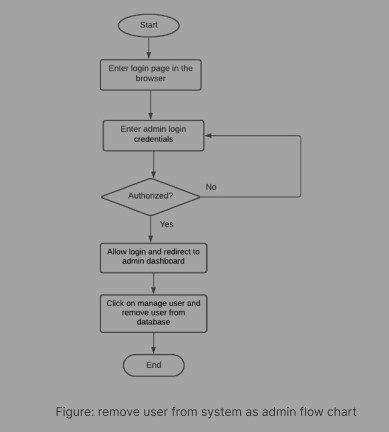 Start
Enter login page in the
browser
Enter admin login
credentials
Authorized?
No
Yes
Allow login and redirect to
admin dashboard
Click on manage user and
remove user from
database
End
Figure: remove user from system as admin flow chart